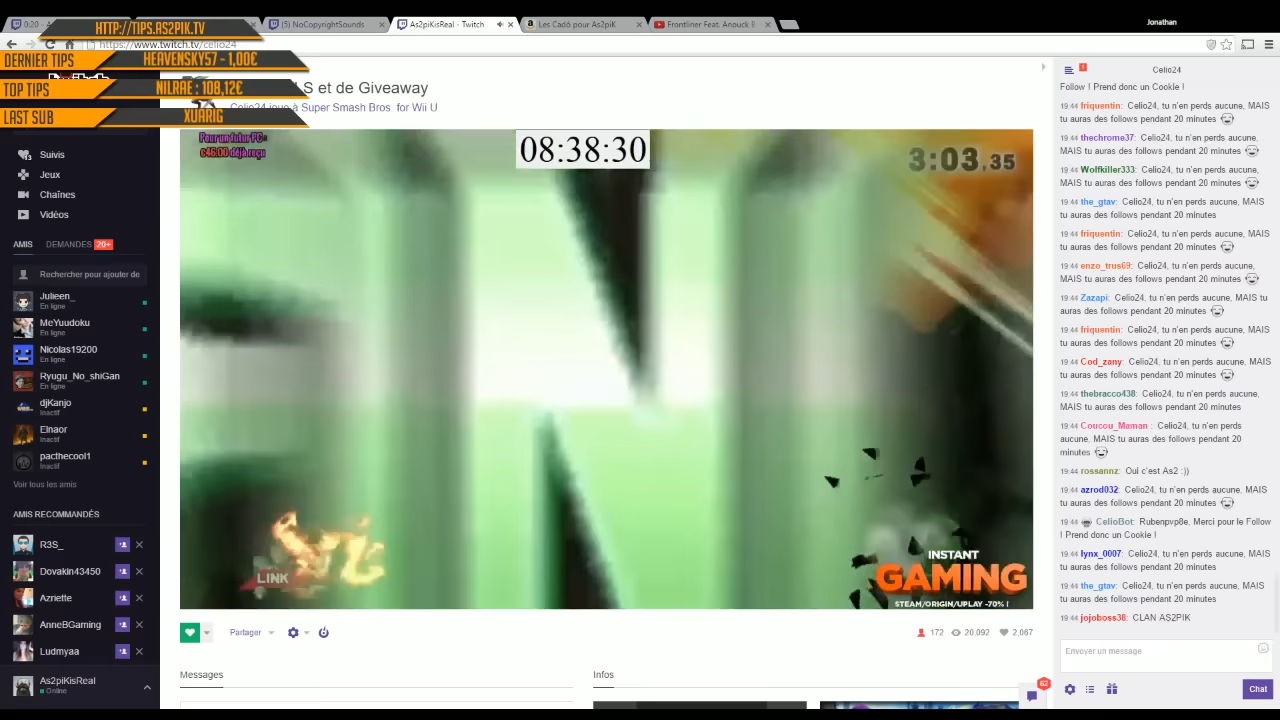 0:20
(5) NoCopyrightSounds
As2piKisReal - Twitch
Les Cadô pour As2piK
Frontliner Feat. Anouck B
Jonathan
HTTP://TIPS.AS2PIK.TV
https://www.twitch.tv/celio24
DERNIER TIPS
HEAVENSKY57 - 1,00€
TOP TIPS
NILRAE : 108,12€
LAST SUB
XUARIG
S et de Giveaway
Celio24 joue à Super Smash Bros. for Wii U
Suivis
Jeux
Chaînes
Vidéos
AMIS
DEMANDES 20+
Rechercher pour ajouter de
Julieen_
En ligne
MeYuudoku
En ligne
Nicolas19200
En ligne
Ryugu_No_shiGan
En ligne
djKanjo
Inactif
Elnaor
Inactif
pacthecool1
Inactif
Voir tous les amis
AMIS RECOMMANDÉS
R3S_
Dovakin43450
Azriette
AnneBGaming
Ludmyaa
As2piKisReal
Online
Pour un futur PC :
€46.00 déjà reçu
08:38:30
3:03.35
LINK
INSTANT
GAMING
STEAM/ORIGIN/UPLAY -70% !
Partager
172
20,092
2,067
Messages
Infos
62
1
Celio24
Follow ! Prend donc un Cookie !
19:44 friquentin: Celio24, tu n'en perds aucune, MAIS
tu auras des follows pendant 20 minutes
19:44 thechrome37: Celio24, tu n'en perds aucune,
MAIS tu auras des follows pendant 20 minutes
19:44 Wolfkiller333: Celio24, tu n'en perds aucune,
MAIS tu auras des follows pendant 20 minutes
19:44 the_gtav: Celio24, tu n'en perds aucune, MAIS
tu auras des follows pendant 20 minutes
19:44 friquentin: Celio24, tu n'en perds aucune, MAIS
tu auras des follows pendant 20 minutes
19:44 enzo_trus69: Celio24, tu n'en perds aucune,
MAIS tu auras des follows pendant 20 minutes
19:44 Zazapi: Celio24, tu n'en perds aucune, MAIS tu
auras des follows pendant 20 minutes
19:44 friquentin: Celio24, tu n'en perds aucune, MAIS
tu auras des follows pendant 20 minutes
19:44 Cod_zany: Celio24, tu n'en perds aucune, MAIS
tu auras des follows pendant 20 minutes
19:44 thebracco438: Celio24, tu n'en perds aucune,
MAIS tu auras des follows pendant 20 minutes
19:44 Coucou_Maman : Celio24, tu n'en perds
aucune, MAIS tu auras des follows pendant 20
minutes
19:44 rossannz: Oui c'est As2 :))
19:44 azrod032: Celio24, tu n'en perds aucune, MAIS
tu auras des follows pendant 20 minutes
19:44 CelioBot: Rubenpvp8e, Merci pour le Follow
! Prend donc un Cookie !
19:44 lynx_0007: Celio24, tu n'en perds aucune,
MAIS tu auras des follows pendant 20 minutes
19:44 the_gtav: Celio24, tu n'en perds aucune, MAIS
tu auras des follows pendant 20 minutes
19:44 jojoboss38: CLAN AS2PIK
Envoyer un message
Chat